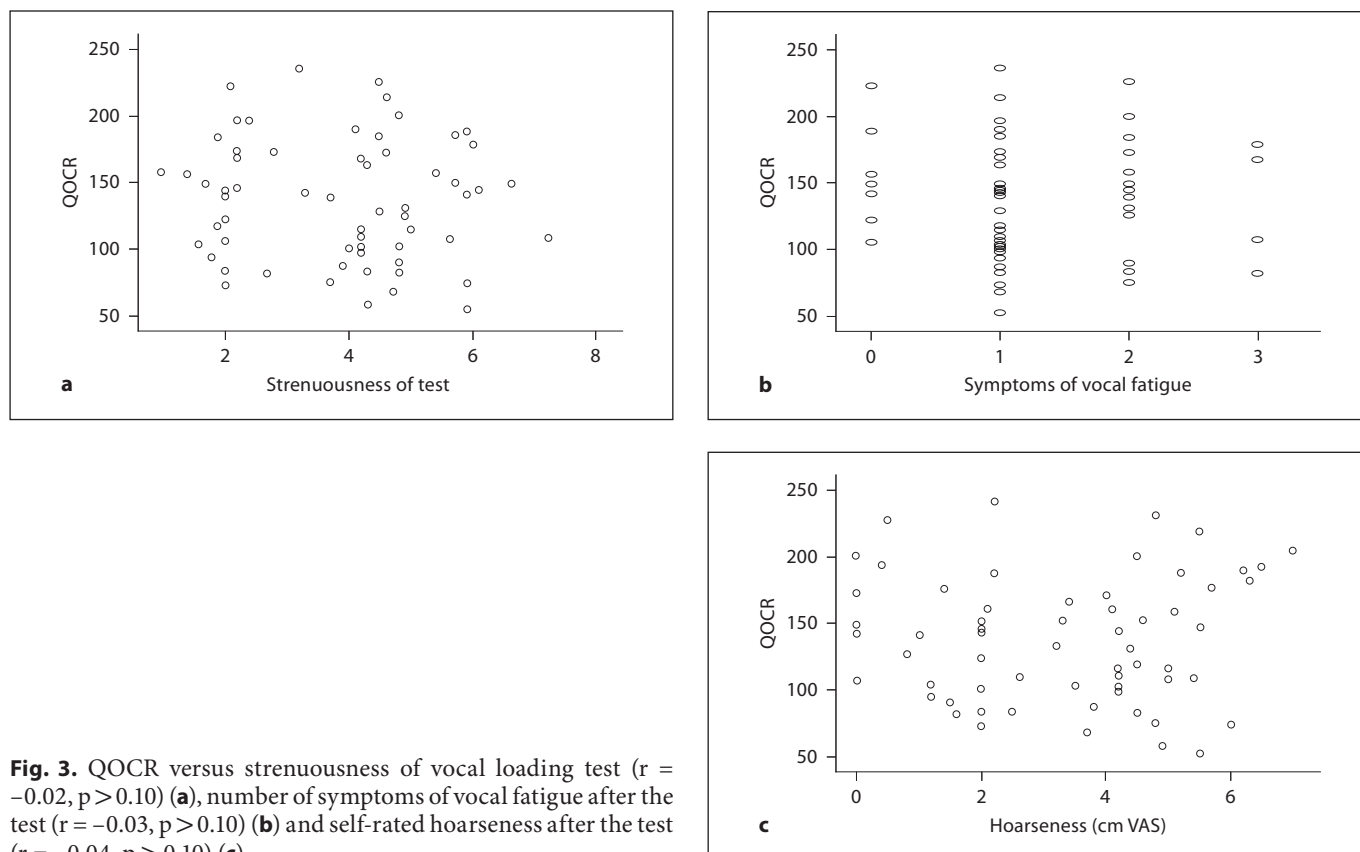 250
200
150
100
50
QOCR
2 4 6 8
a Strenuousness of test
250
200
150
100
50
QOCR
0 1 2 3
b Symptoms of vocal fatigue
250
200
150
100
50
QOCR
0 2 4 6
c Hoarseness (cm VAS)
Fig. 3. QOCR versus strenuousness of vocal loading test (r =
–0.02, p > 0.10) (a), number of symptoms of vocal fatigue after the
test (r = –0.03, p > 0.10) (b) and self-rated hoarseness after the test
(r = –0.04, p > 0.10) (c)